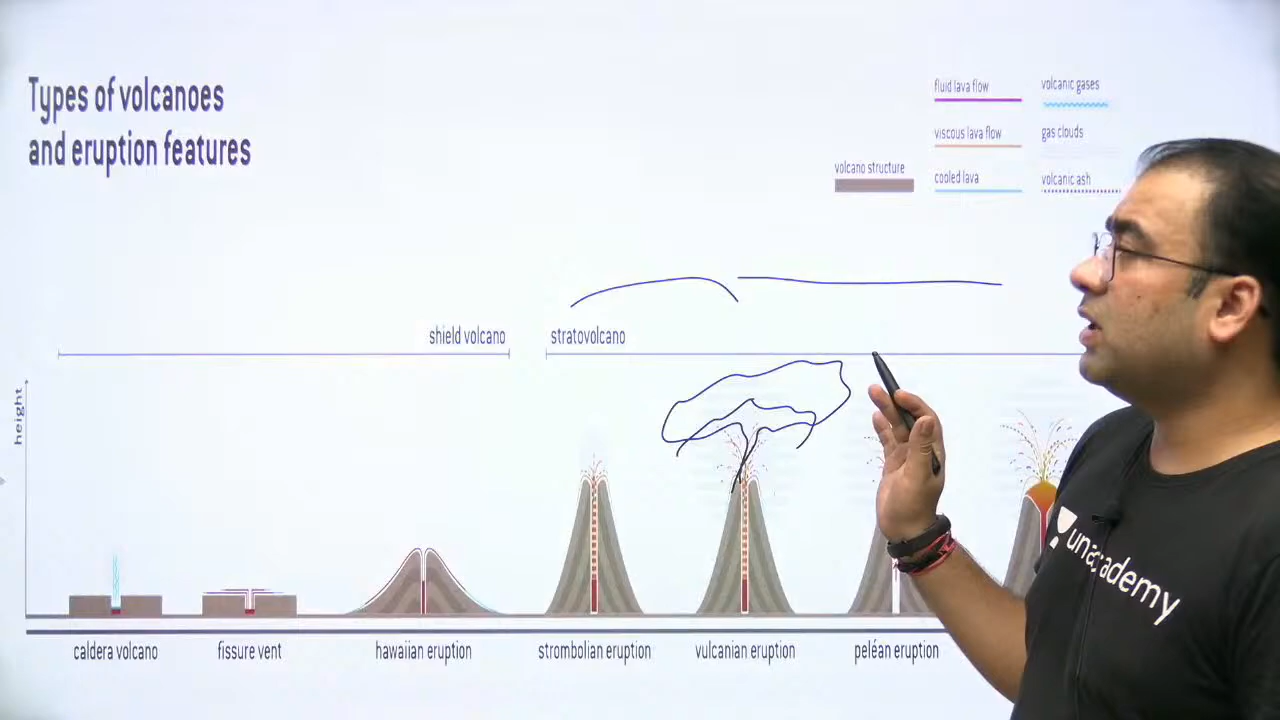 Types of volcanoes
and eruption features
fluid lava flow
volcanic gases
viscous lava flow
gas clouds
volcano structure
cooled lava
volcanic ash
shield volcano
stratovolcano
height
caldera volcano
fissure vent
hawaiian eruption
strombolian eruption
vulcanian eruption
peléan eruption
unacademy